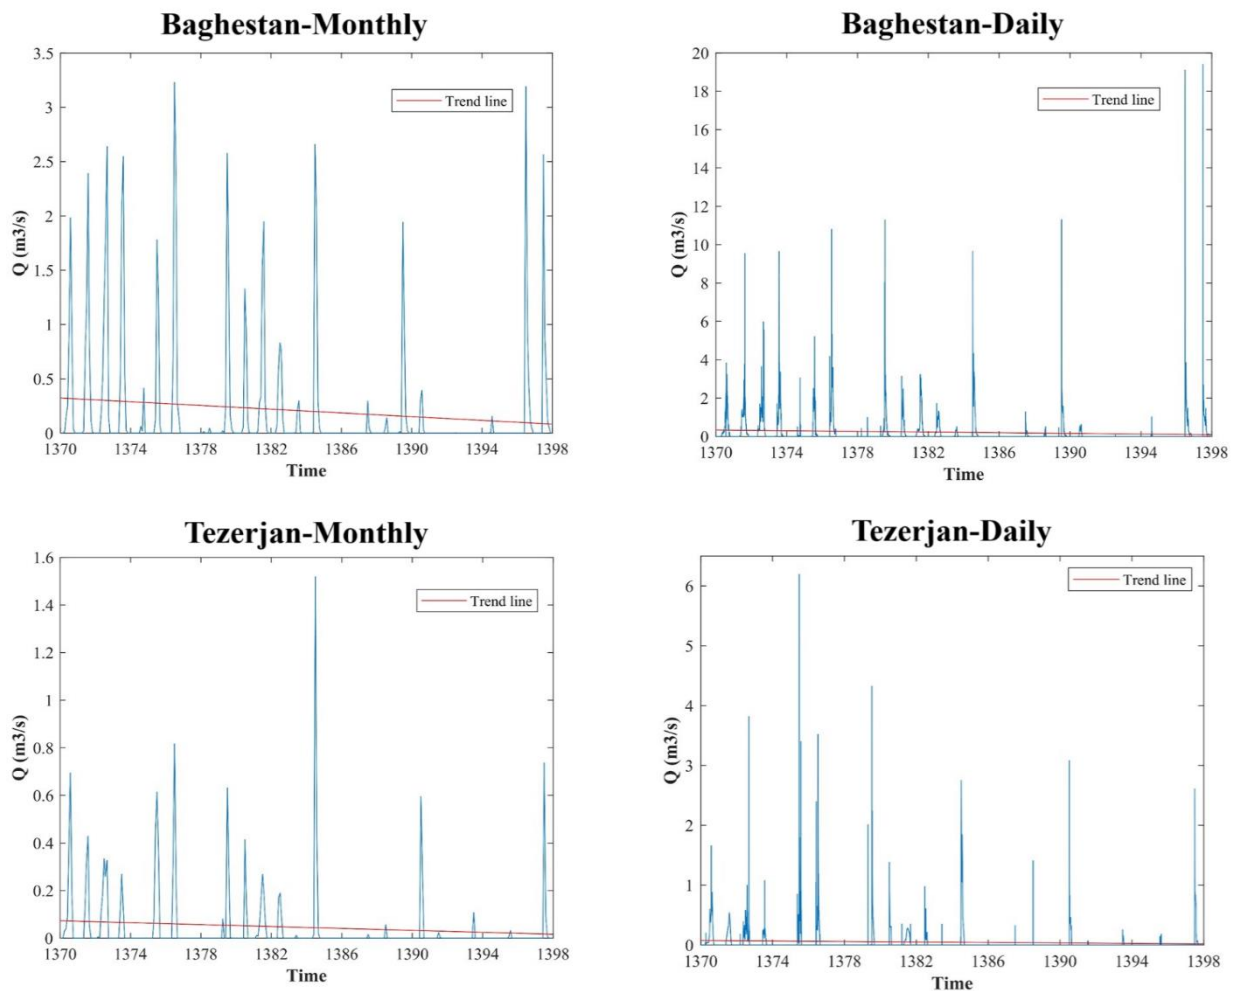 Baghestan-Monthly
3.5
3
2.5
2
1.5
1
0.5
0
Q (m3/s)
Trend line
1370 1374 1378 1382 1386 1390 1394 1398
Time
Baghestan-Daily
20
18
16
14
12
10
8
6
4
2
0
Q (m3/s)
Trend line
1370 1374 1378 1382 1386 1390 1394 1398
Time
Tezerjan-Monthly
1.6
1.4
1.2
1
0.8
0.6
0.4
0.2
0
Q (m3/s)
Trend line
1370 1374 1378 1382 1386 1390 1394 1398
Time
Tezerjan-Daily
6
5
4
3
2
1
0
Q (m3/s)
Trend line
1370 1374 1378 1382 1386 1390 1394 1398
Time